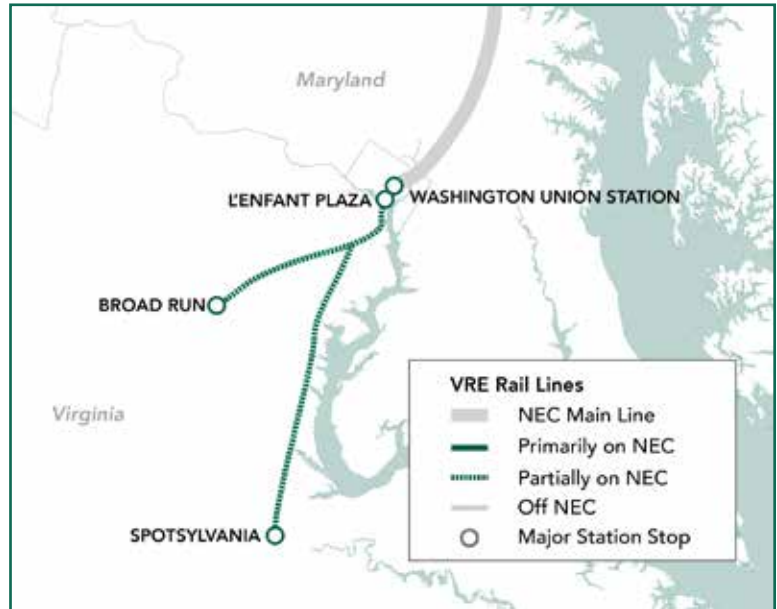 Maryland
L'ENFANT PLAZA
WASHINGTON UNION STATION
BROAD RUN
Virginia
SPOTSYLVANIA
VRE Rail Lines
NEC Main Line
Primarily on NEC
Partially on NEC
Off NEC
Major Station Stop